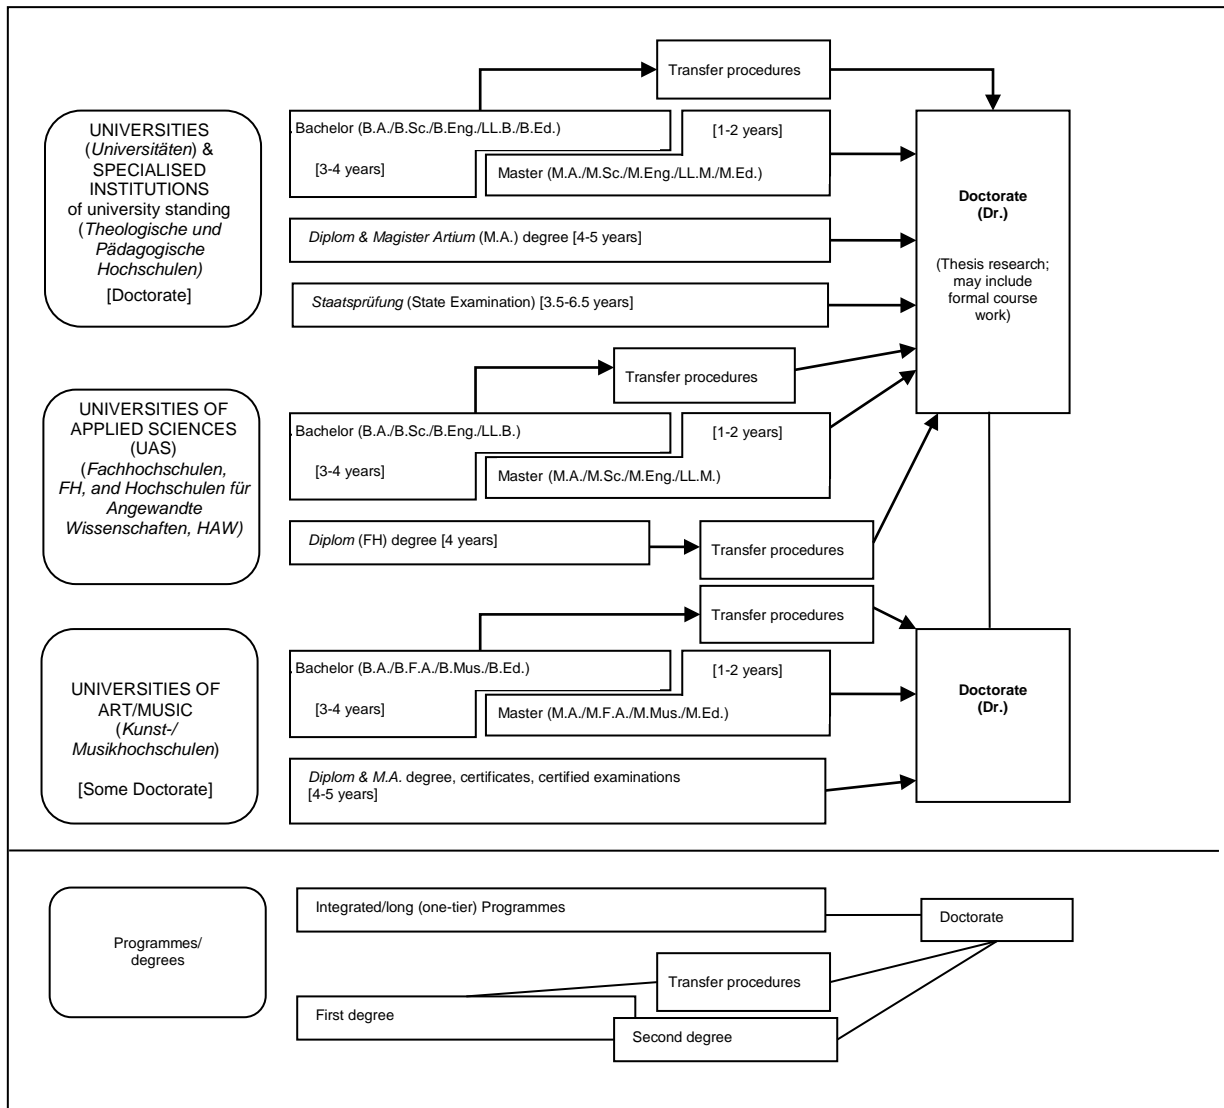 Transfer procedures
UNIVERSITIES
(Universitäten) &
SPECIALISED
INSTITUTIONS
of university standing
(Theologische und
Pädagogische
Hochschulen)
[Doctorate]
. Bachelor (B.A./B.Sc./B.Eng./LL.B./B.Ed.)
[3-4 years]
[1-2 years]
Master (M.A./M.Sc./M.Eng./LL.M./M.Ed.)
Diplom & Magister Artium (M.A.) degree [4-5 years]
Staatsprüfung (State Examination) [3.5-6.5 years]
Doctorate
(Dr.)
(Thesis research;
may include
formal course
work)
Transfer procedures
UNIVERSITIES OF
APPLIED SCIENCES
(UAS)
(Fachhochschulen,
FH, and Hochschulen für
Angewandte
Wissenschaften, HAW)
. Bachelor (B.A./B.Sc./B.Eng./LL.B.)
[3-4 years]
[1-2 years]
Master (M.A./M.Sc./M.Eng./LL.M.)
Diplom (FH) degree [4 years]
Transfer procedures
Transfer procedures
UNIVERSITIES OF
ART/MUSIC
(Kunst-/
Musikhochschulen)
[Some Doctorate]
. Bachelor (B.A./B.F.A./B.Mus./B.Ed.)
[3-4 years]
[1-2 years]
Master (M.A./M.F.A./M.Mus./M.Ed.)
Diplom & M.A. degree, certificates, certified examinations
[4-5 years]
Doctorate
(Dr.)
Programmes/
degrees
Integrated/long (one-tier) Programmes
Doctorate
Transfer procedures
First degree
Second degree